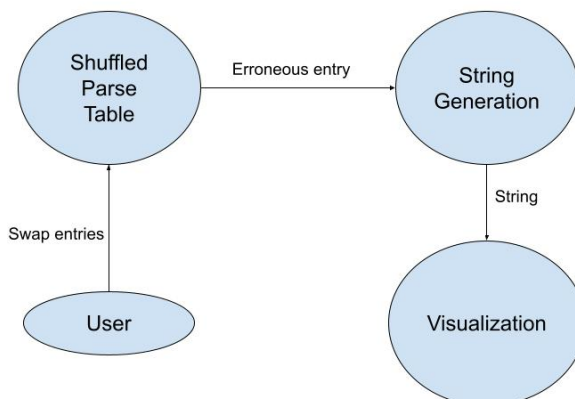 Shuffled
Parse
Table
Erroneous entry
String
Generation
Swap entries
String
User
Visualization